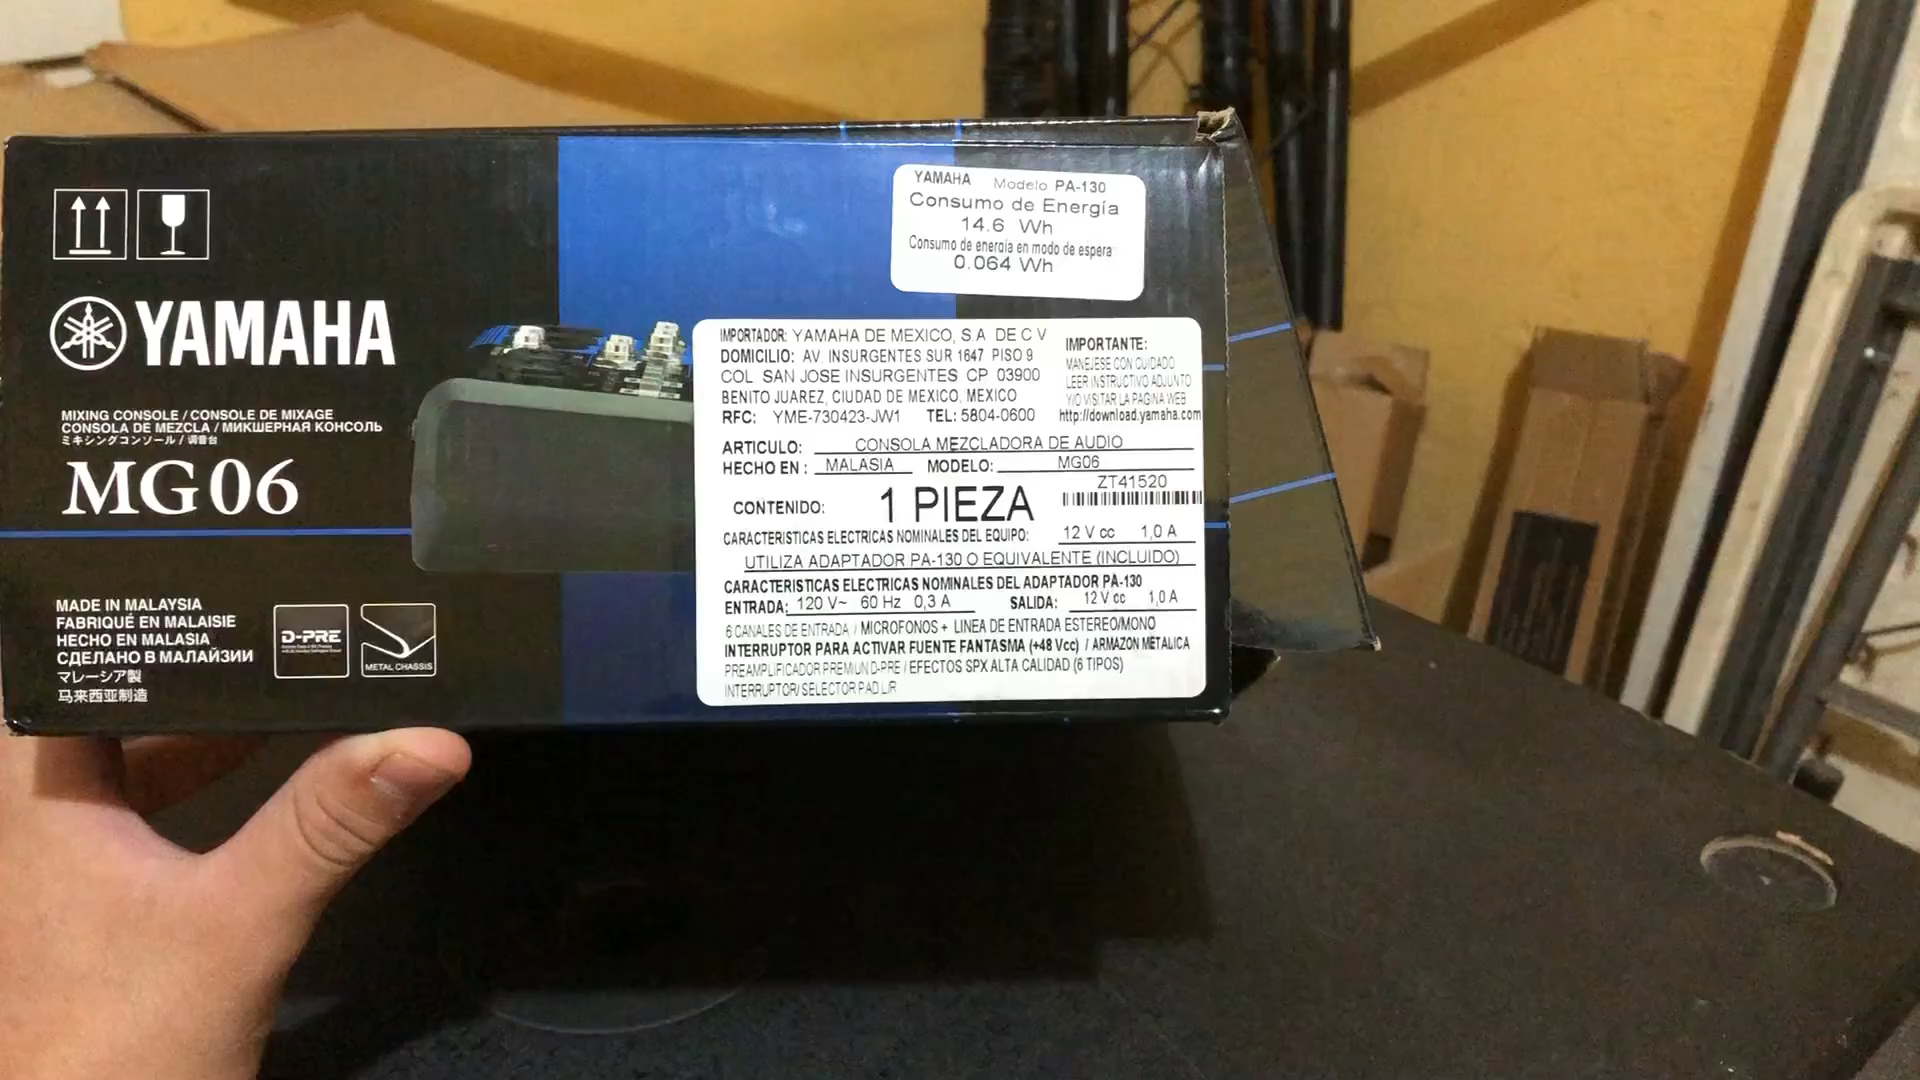 YAMAHA
MIXING CONSOLE / CONSOLE DE MIXAGE
CONSOLA DE MEZCLA / МИКШЕРНАЯ КОНСОЛЬ
ミキシングコンソール / 调音台
MG06
MADE IN MALAYSIA
FABRIQUÉ EN MALAISIE
HECHO EN MALASIA
СДЕЛАНО В МАЛАЙЗИИ
マレーシア製
马来西亚制造
D-PRE
METAL CHASSIS
YAMAHA Modelo PA-130
Consumo de Energía
14.6 Wh
Consumo de energía en modo de espera
0.064 Wh
IMPORTADOR: YAMAHA DE MEXICO, S.A. DE C V
DOMICILIO: AV. INSURGENTES SUR 1647 PISO 9
COL SAN JOSE INSURGENTES CP 03900
BENITO JUAREZ, CIUDAD DE MEXICO, MEXICO
RFC: YME-730423-JW1 TEL: 5804-0600
IMPORTANTE:
MANEJESE CON CUIDADO
LEER INSTRUCTIVO ADJUNTO
Y/O VISITAR LA PAGINA WEB
http://download.yamaha.com
ARTICULO: CONSOLA MEZCLADORA DE AUDIO
HECHO EN: MALASIA MODELO: MG06
ZT41520
CONTENIDO: 1 PIEZA
CARACTERISTICAS ELECTRICAS NOMINALES DEL EQUIPO: 12 V cc 1,0 A
UTILIZA ADAPTADOR PA-130 O EQUIVALENTE (INCLUIDO)
CARACTERISTICAS ELECTRICAS NOMINALES DEL ADAPTADOR PA-130
ENTRADA: 120 V~ 60 Hz 0,3 A SALIDA: 12 V cc 1,0 A
6 CANALES DE ENTRADA / MICROFONOS + LINEA DE ENTRADA ESTEREO/MONO
INTERRUPTOR PARA ACTIVAR FUENTE FANTASMA (+48 Vcc) / ARMAZON METALICA
PREAMPLIFICADOR PREMIUN D-PRE / EFECTOS SPX ALTA CALIDAD (6 TIPOS)
INTERRUPTOR/ SELECTOR PAD L/R